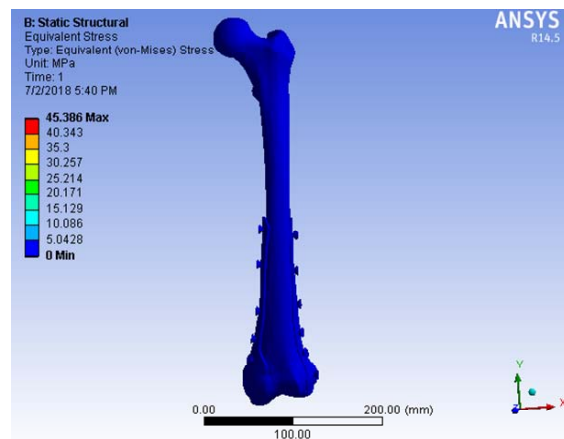 B: Static Structural
Equivalent Stress
Type: Equivalent (von-Mises) Stress
Unit: MPa
Time: 1
7/2/2018 5:40 PM
45.386 Max
40.343
35.3
30.257
25.214
20.171
15.129
10.086
5.0428
0 Min
ANSYS
R14.5
0.00
200.00 (mm)
100.00
Y
X